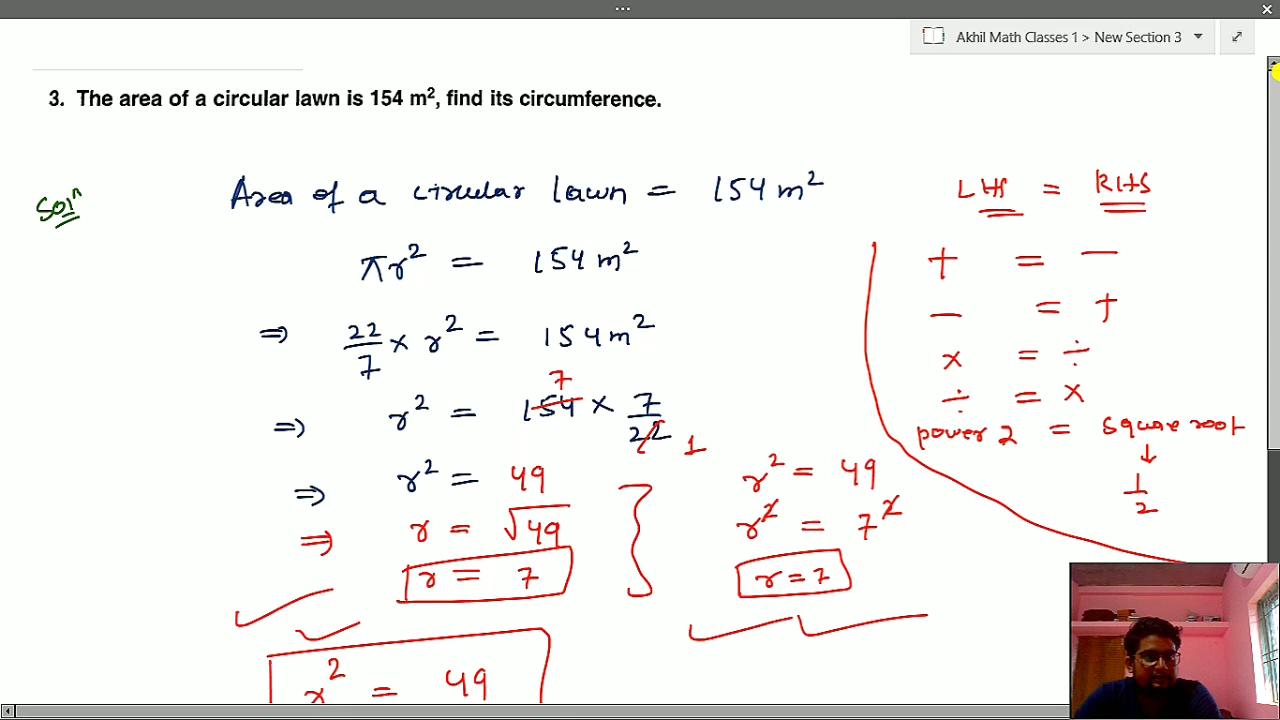 Akhil Math Classes 1 > New Section 3
3. The area of a circular lawn is 154 m², find its circumference.
Solⁿ
Area of a circular lawn = 154 m²
πr² = 154 m²
⇒ 22/7 × r² = 154 m²
⇒ r² = 154 × 7/22
7
1
⇒ r² = 49
⇒ r = √49
r = 7
x² = 49
r² = 49
r² = 7²
r = 7
LHS = RHS
+ = −
− = +
× = ÷
÷ = ×
power 2 = square root
↓
1/2